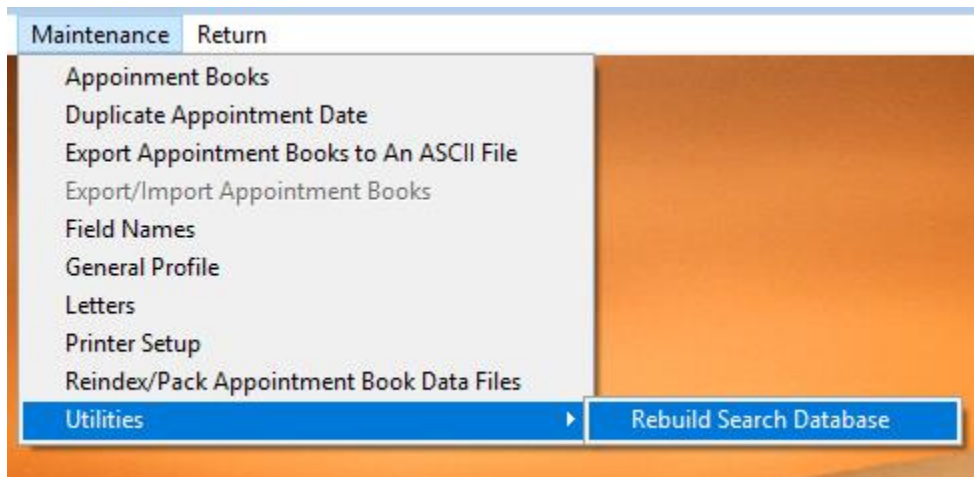 Maintenance Return
Appoinment Books
Duplicate Appointment Date
Export Appointment Books to An ASCII File
Export/Import Appointment Books
Field Names
General Profile
Letters
Printer Setup
Reindex/Pack Appointment Book Data Files
Utilities Rebuild Search Database